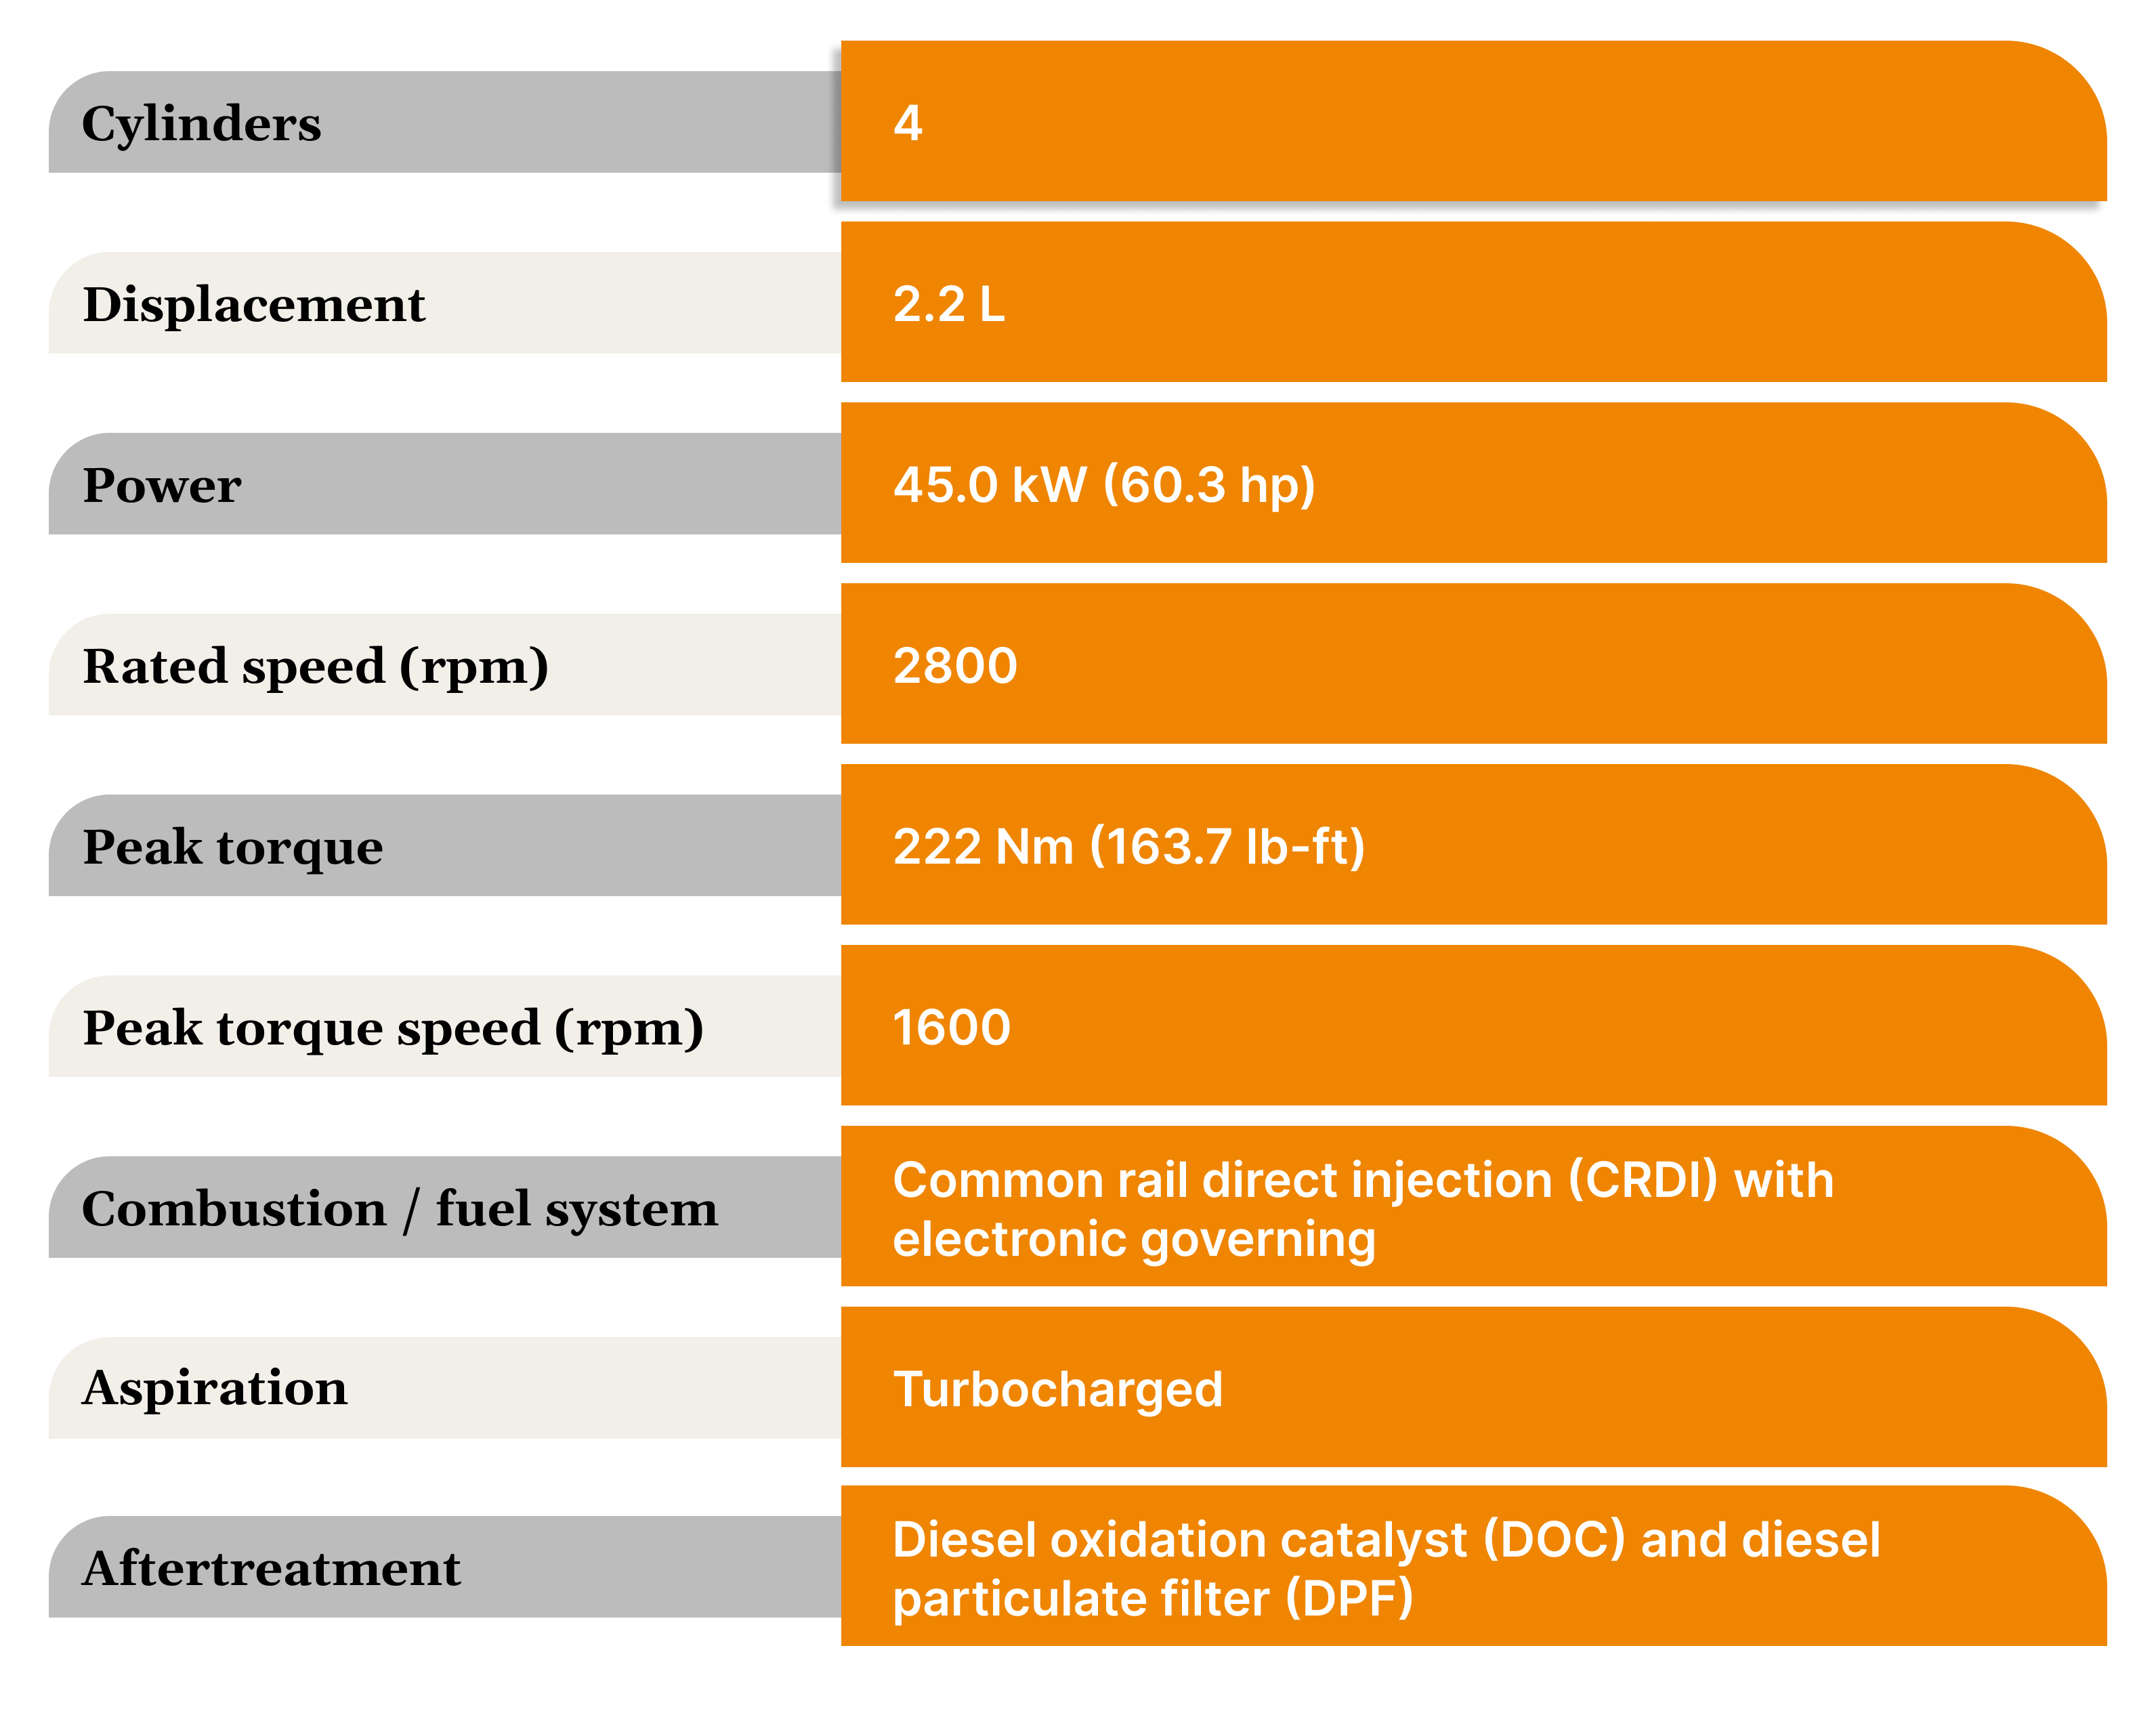 Cylinders
4
Displacement
2.2 L
Power
45.0 kW (60.3 hp)
Rated speed (rpm)
2800
Peak torque
222 Nm (163.7 lb-ft)
Peak torque speed (rpm)
1600
Combustion / fuel system
Common rail direct injection (CRDI) with
electronic governing
Aspiration
Turbocharged
Aftertreatment
Diesel oxidation catalyst (DOC) and diesel
particulate filter (DPF)